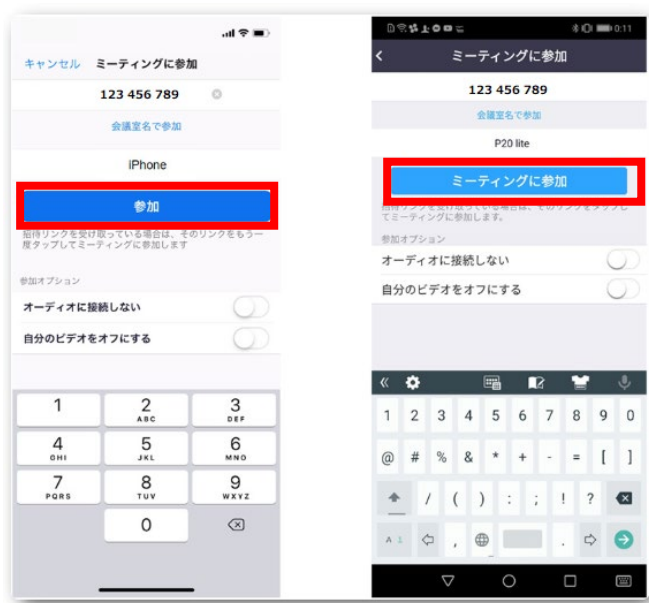 キャンセル ミーティングに参加
123 456 789
会議室名で参加
iPhone
参加
招待リンクを受け取っている場合は、そのリンクをもう一
度タップしてミーティングに参加します
参加オプション
オーディオに接続しない
自分のビデオをオフにする
1 2 3
ABC DEF
4 5 6
GHI JKL MNO
7 8 9
PQRS TUV WXYZ
0
0:11
ミーティングに参加
123 456 789
会議室名で参加
P20 lite
ミーティングに参加
招待リンクを受け取っている場合は、そのリンクをタップし
てミーティングに参加します。
参加オプション
オーディオに接続しない
自分のビデオをオフにする
1 2 3 4 5 6 7 8 9 0
@ # % & * + - = [ ]
/ ( ) : ; ! ?
, .